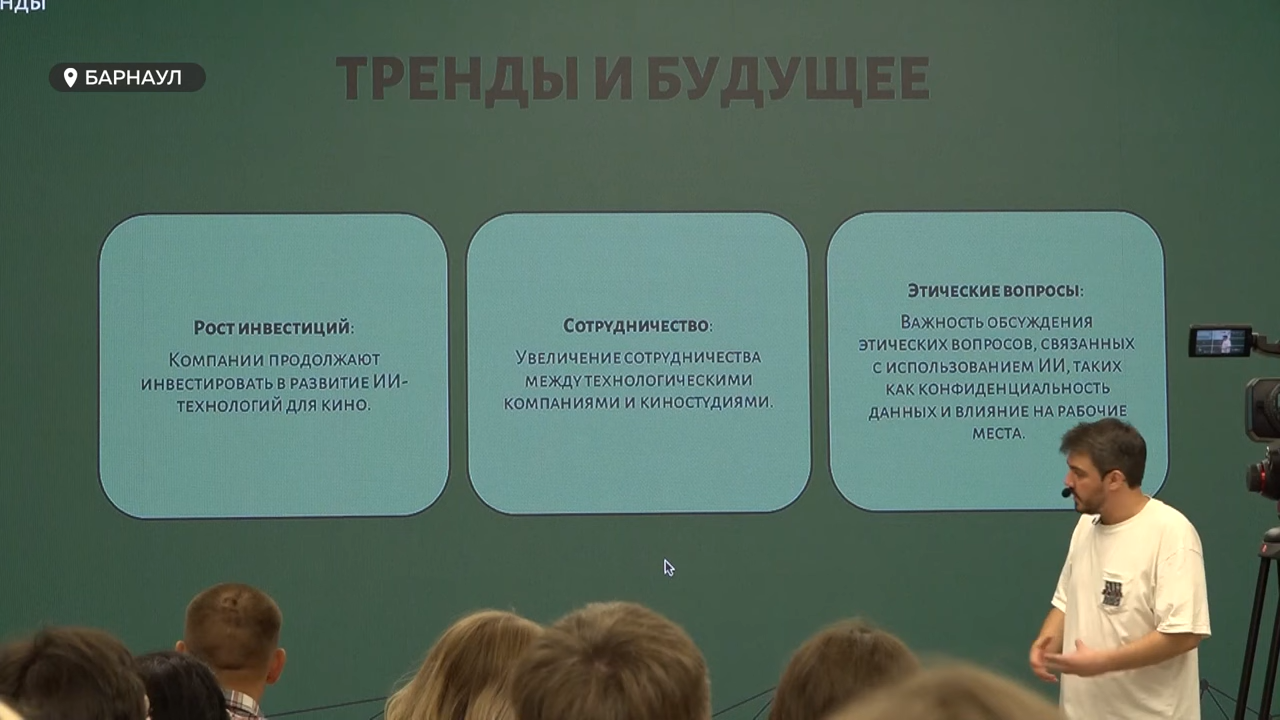 НДЫ
БАРНАУЛ
ТРЕНДЫ И БУДУЩЕЕ
РОСТ ИНВЕСТИЦИЙ:
КОМПАНИИ ПРОДОЛЖАЮТ
ИНВЕСТИРОВАТЬ В РАЗВИТИЕ ИИ-
ТЕХНОЛОГИЙ ДЛЯ КИНО.
СОТРУДНИЧЕСТВО:
УВЕЛИЧЕНИЕ СОТРУДНИЧЕСТВА
МЕЖДУ ТЕХНОЛОГИЧЕСКИМИ
КОМПАНИЯМИ И КИНОСТУДИЯМИ.
ЭТИЧЕСКИЕ ВОПРОСЫ:
ВАЖНОСТЬ ОБСУЖДЕНИЯ
ЭТИЧЕСКИХ ВОПРОСОВ, СВЯЗАННЫХ
С ИСПОЛЬЗОВАНИЕМ ИИ, ТАКИХ
КАК КОНФИДЕНЦИАЛЬНОСТЬ
ДАННЫХ И ВЛИЯНИЕ НА РАБОЧИЕ
МЕСТА.